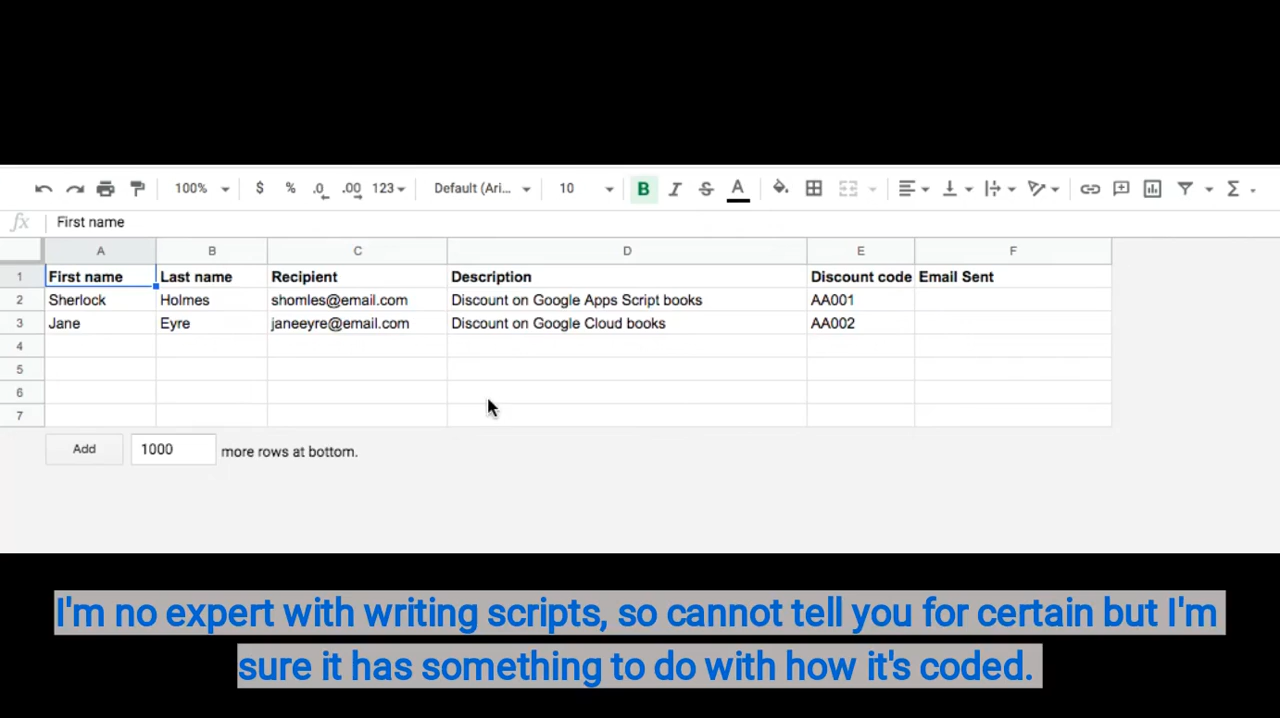 100% $ % .0 .00 123 Default (Ari... 10 B I S A Σ
fx First name
A B C D E F
1 First name Last name Recipient Description Discount code Email Sent
2 Sherlock Holmes shomles@email.com Discount on Google Apps Script books AA001
3 Jane Eyre janeeyre@email.com Discount on Google Cloud books AA002
4
5
6
7
Add 1000 more rows at bottom.
I'm no expert with writing scripts, so cannot tell you for certain but I'm
sure it has something to do with how it's coded.